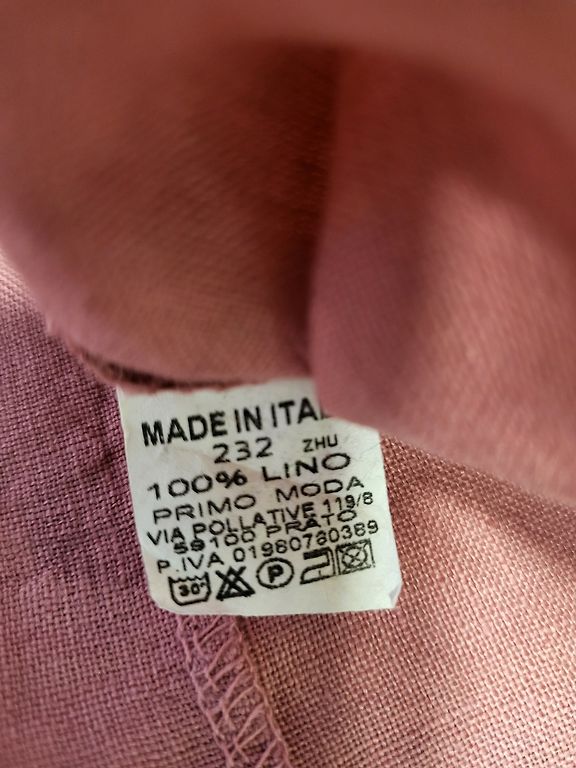 MADE IN ITAL
232 ZHU
100% LINO
PRIMO MODA
VIA POLLATIVE 119/8
59100 PRATO
P.IVA 01980780389
30° P